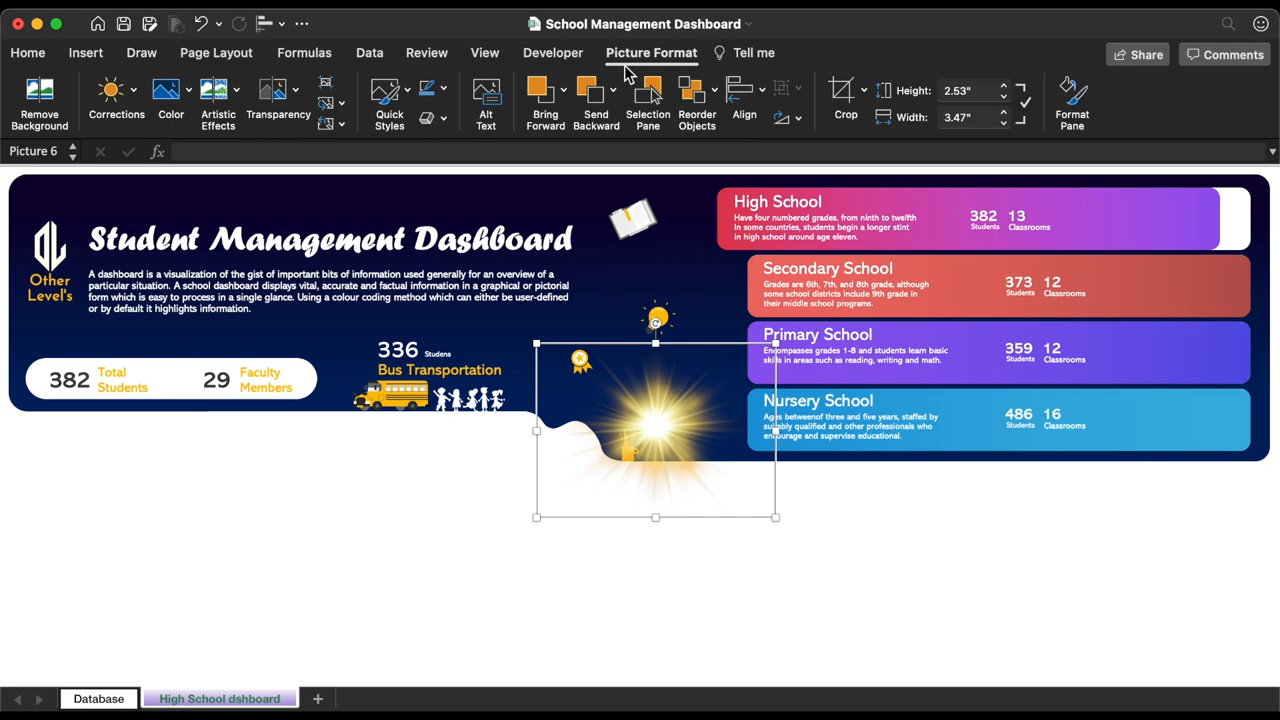 School Management Dashboard
Home Insert Draw Page Layout Formulas Data Review View Developer Picture Format Tell me Share Comments
Remove Background
Corrections
Color
Artistic Effects
Transparency
Quick Styles
Alt Text
Bring Forward
Send Backward
Selection Pane
Reorder Objects
Align
Crop
Height: 2.53"
Width: 3.47"
Format Pane
Picture 6 fx
OL
Other
Level's
Student Management Dashboard
A dashboard is a visualization of the gist of important bits of information used generally for an overview of a
particular situation. A school dashboard displays vital, accurate and factual information in a graphical or pictorial
form which is easy to process in a single glance. Using a colour coding method which can either be user-defined
or by default it highlights information.
382 Total Students
29 Faculty Members
336 Studens
Bus Transportation
High School
Have four numbered grades, from ninth to twelfth
In some countries, students begin a longer stint
in high school around age eleven.
382 13
Students Classrooms
Secondary School
Grades are 6th, 7th, and 8th grade, although
some school districts include 9th grade in
their middle school programs.
373 12
Students Classrooms
Primary School
Encompasses grades 1-8 and students learn basic
skills in areas such as reading, writing and math.
359 12
Students Classrooms
Nursery School
Ages betweenof three and five years, staffed by
suitably qualified and other professionals who
encourage and supervise educational.
486 16
Students Classrooms
Database High School dshboard